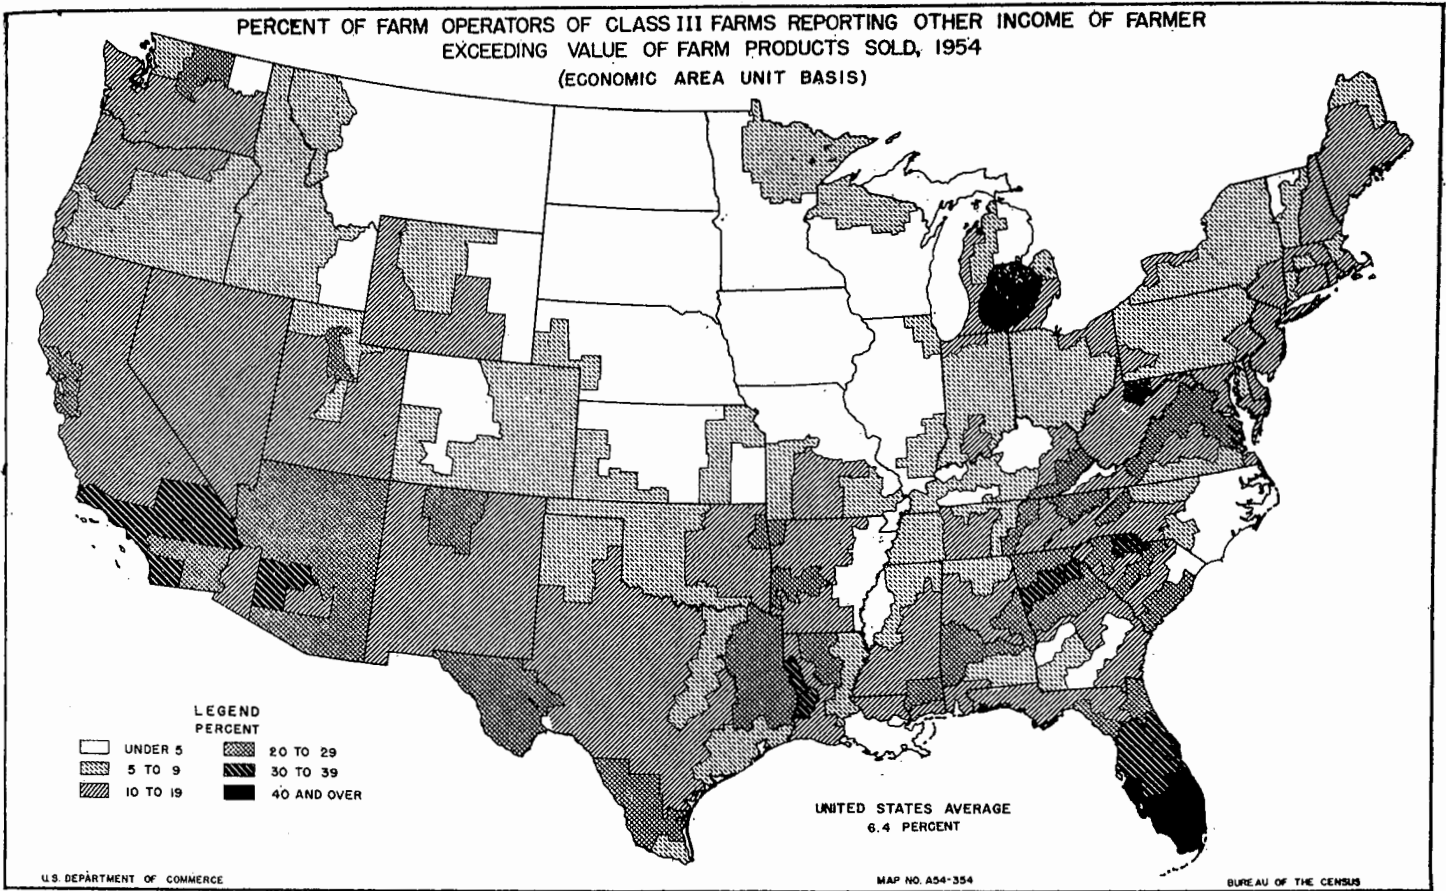 PERCENT OF FARM OPERATORS OF CLASS III FARMS REPORTING OTHER INCOME OF FARMER
EXCEEDING VALUE OF FARM PRODUCTS SOLD, 1954
(ECONOMIC AREA UNIT BASIS)
LEGEND
PERCENT
UNDER 5
5 TO 9
10 TO 19
20 TO 29
30 TO 39
40 AND OVER
UNITED STATES AVERAGE
6.4 PERCENT
U.S. DEPARTMENT OF COMMERCE
MAP NO. A54-354
BUREAU OF THE CENSUS